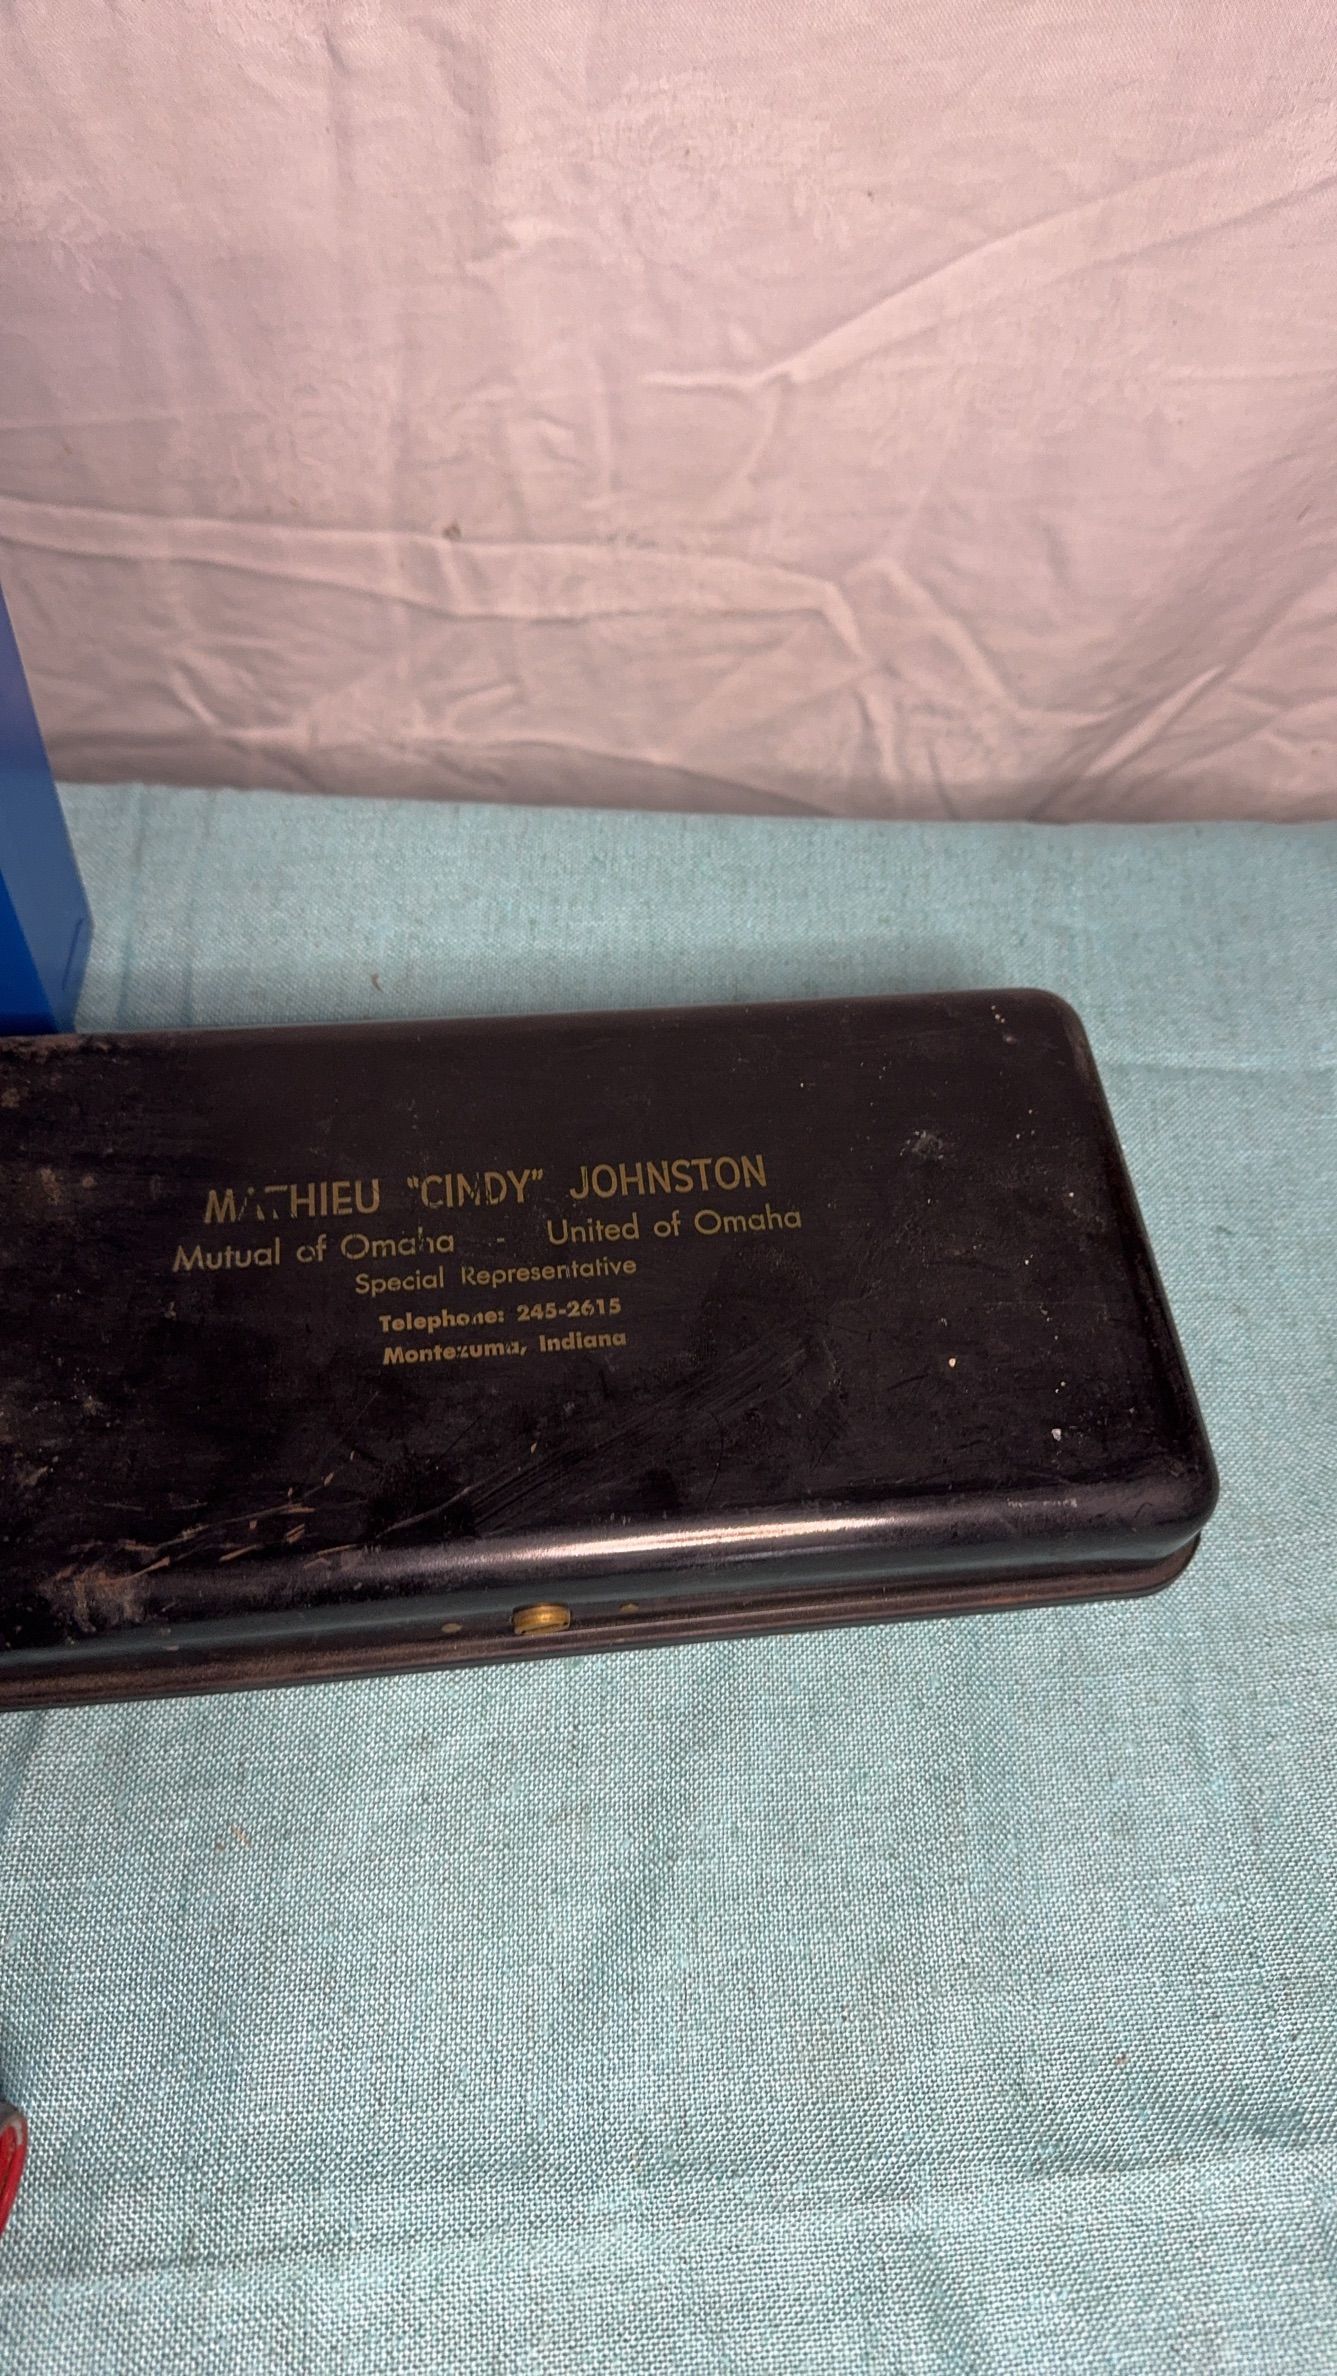 MATHIEU "CINDY" JOHNSTON
Mutual of Omaha - United of Omaha
Special Representative
Telephone: 245-2615
Montezuma, Indiana